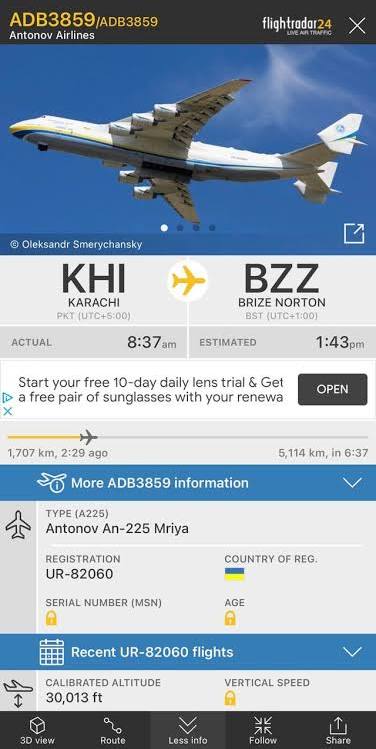 ADB3859/ADB3859
Antonov Airlines
flightradar24
LIVE AIR TRAFFIC
© Oleksandr Smerychansky
KHI
KARACHI
PKT (UTC+5:00)
BZZ
BRIZE NORTON
BST (UTC+1:00)
ACTUAL 8:37am
ESTIMATED 1:43pm
Start your free 10-day daily lens trial & Get
a free pair of sunglasses with your renewa
OPEN
1,707 km, 2:29 ago
5,114 km, in 6:37
More ADB3859 information
TYPE (A225)
Antonov An-225 Mriya
REGISTRATION
UR-82060
COUNTRY OF REG.
SERIAL NUMBER (MSN)
AGE
Recent UR-82060 flights
CALIBRATED ALTITUDE
30,013 ft
VERTICAL SPEED
3D view
Route
Less info
Follow
Share